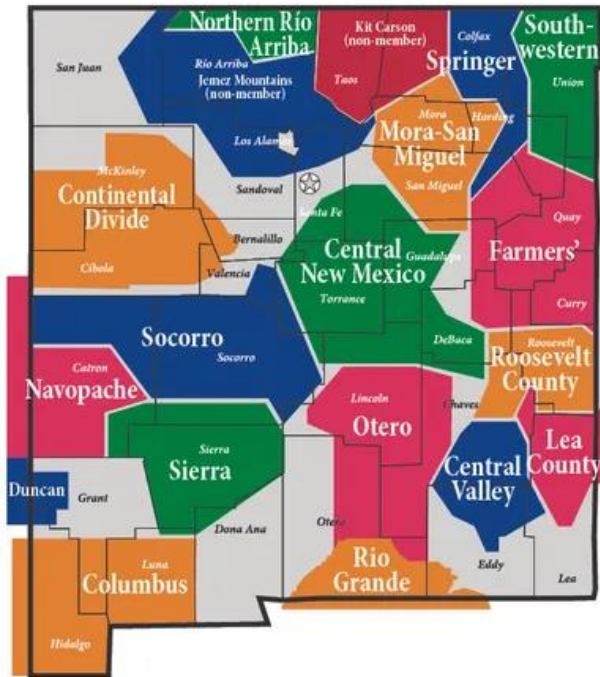 Northern Río
Arriba
Kit Carson
(non-member)
Colfax
Springer
South-
western
San Juan
Río Arriba
Jemez Mountains
(non-member)
Taos
Union
Los Alamos
Mora
Harding
Mora-San
Miguel
San Miguel
McKinley
Continental
Divide
Sandoval
Santa Fe
Bernalillo
Valencia
Cibola
Central
New Mexico
Guadalupe
Torrance
Quay
Farmers'
Curry
Socorro
Socorro
DeBaca
Roosevelt
Roosevelt
County
Catron
Navopache
Lincoln
Otero
Chaves
Sierra
Sierra
Central
Valley
Lea
County
Duncan
Grant
Dona Ana
Otero
Eddy
Lea
Luna
Columbus
Rio
Grande
Hidalgo